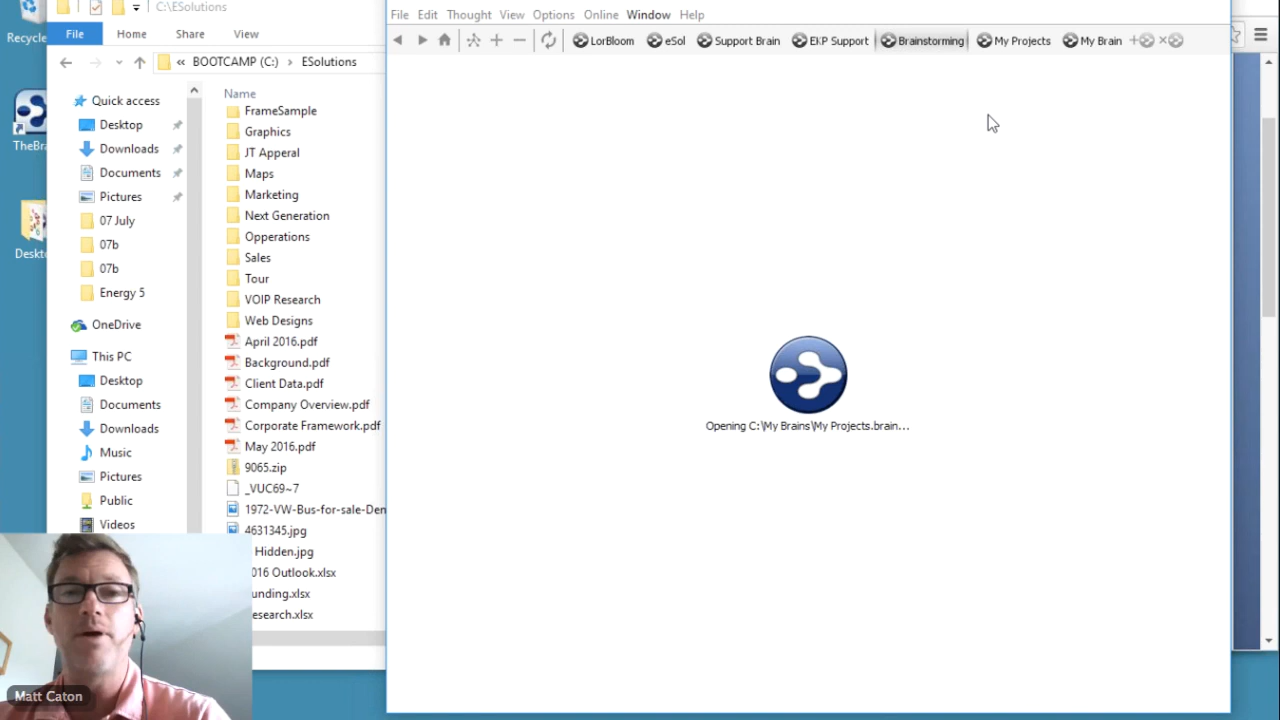 Recycle
TheBra
Deskto
C:\ESolutions
File Home Share View
« BOOTCAMP (C:) › ESolutions
Quick access
Desktop
Downloads
Documents
Pictures
07 July
07b
07b
Energy 5
OneDrive
This PC
Desktop
Documents
Downloads
Music
Pictures
Public
Videos
Name
FrameSample
Graphics
JT Apperal
Maps
Marketing
Next Generation
Opperations
Sales
Tour
VOIP Research
Web Designs
April 2016.pdf
Background.pdf
Client Data.pdf
Company Overview.pdf
Corporate Framework.pdf
May 2016.pdf
9065.zip
_VUC69~7
1972-VW-Bus-for-sale-Den
4631345.jpg
Hidden.jpg
016 Outlook.xlsx
unding.xlsx
esearch.xlsx
File Edit Thought View Options Online Window Help
LorBloom eSol Support Brain EKP Support Brainstorming My Projects My Brain
Opening C:\My Brains\My Projects.brain...
Matt Caton